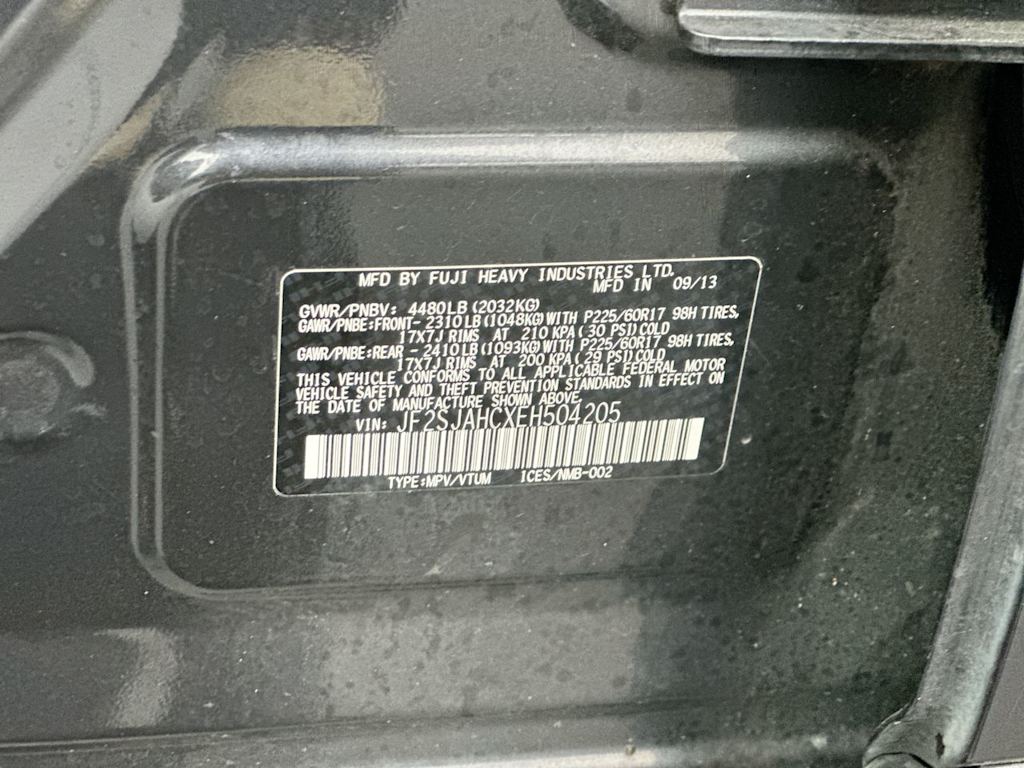 MFD BY FUJI HEAVY INDUSTRIES LTD.
MFD IN 09/13
GVWR/PNBV: 4480LB(2032KG)
GAWR/PNBE:FRONT- 2310LB(1048KG)WITH P225/60R17 98H TIRES,
17X7J RIMS AT 210 KPA( 30 PSI)COLD
GAWR/PNBE:REAR - 2410LB(1093KG)WITH P225/60R17 98H TIRES,
17X7J RIMS AT 200 KPA( 29 PSI)COLD
THIS VEHICLE CONFORMS TO ALL APPLICABLE FEDERAL MOTOR
VEHICLE SAFETY AND THEFT PREVENTION STANDARDS IN EFFECT ON
THE DATE OF MANUFACTURE SHOWN ABOVE.
VIN: JF2SJAHCXEH504205
TYPE:MPV/VTUM ICES/NMB-002